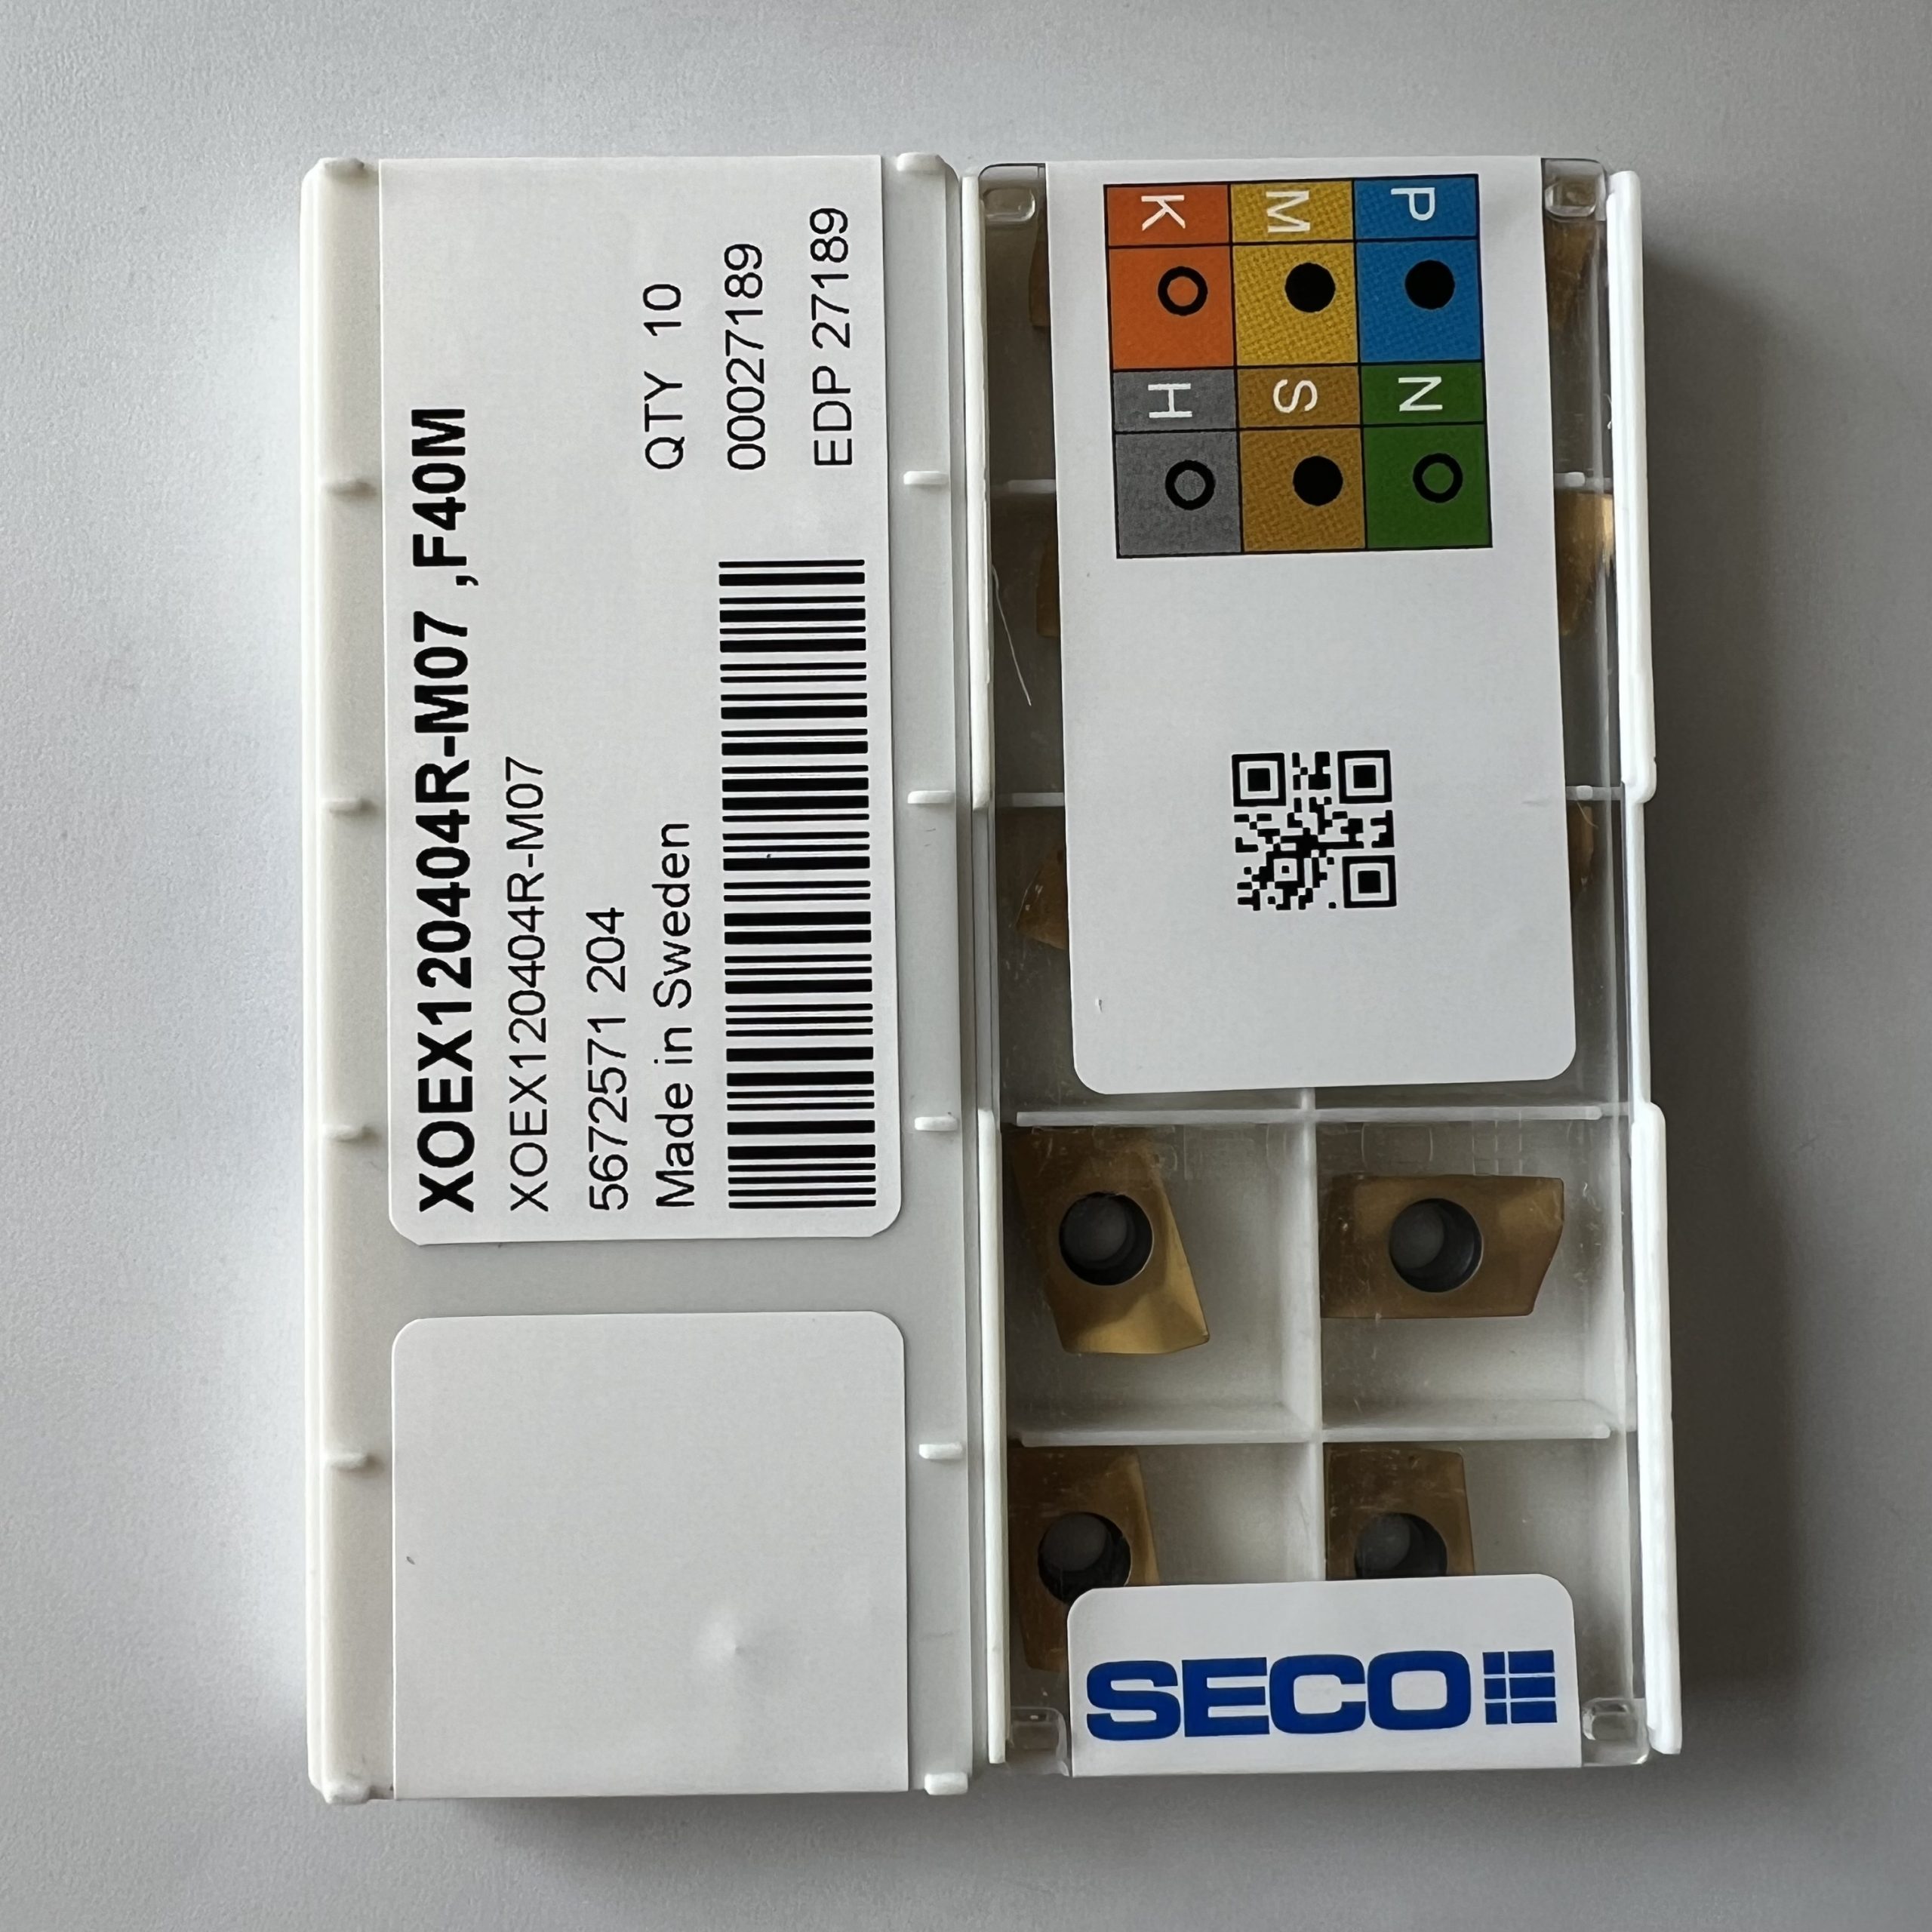 XOEX120404R-M07 ,F40M
XOEX120404R-M07
5672571 204
Made in Sweden
QTY 10
00027189
EDP 27189
P N
M S
K H
SECO